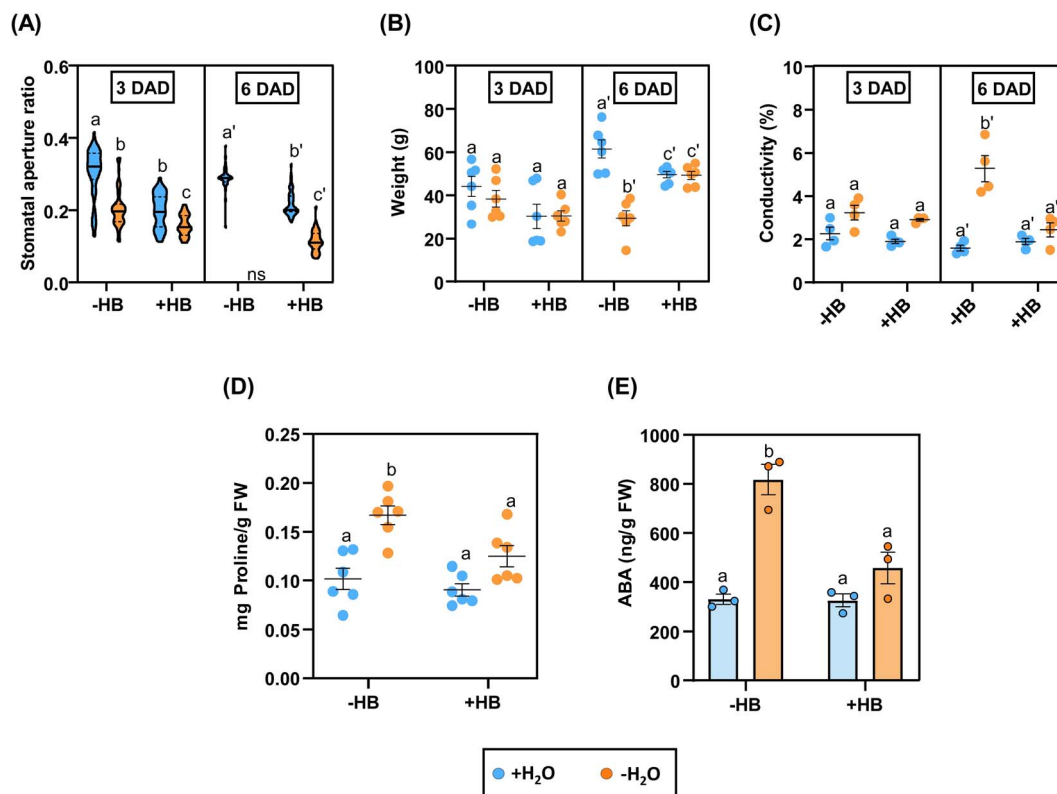 (A)
Stomatal aperture ratio
0.6
0.4
0.2
0.0
3 DAD
6 DAD
a
b
b
c
a'
b'
c'
ns
-HB
+HB
-HB
+HB
(B)
Weight (g)
100
80
60
40
20
0
3 DAD
6 DAD
a
a
a
a
a'
b'
c'
c'
-HB
+HB
-HB
+HB
(C)
Conductivity (%)
10
8
6
4
2
0
3 DAD
6 DAD
a
a
a
a
a'
b'
a'
a'
-HB
+HB
-HB
+HB
(D)
mg Proline/g FW
0.25
0.20
0.15
0.10
0.05
0.00
a
b
a
a
-HB
+HB
(E)
ABA (ng/g FW)
1000
800
600
400
200
0
a
b
a
a
-HB
+HB
+H₂O
-H₂O